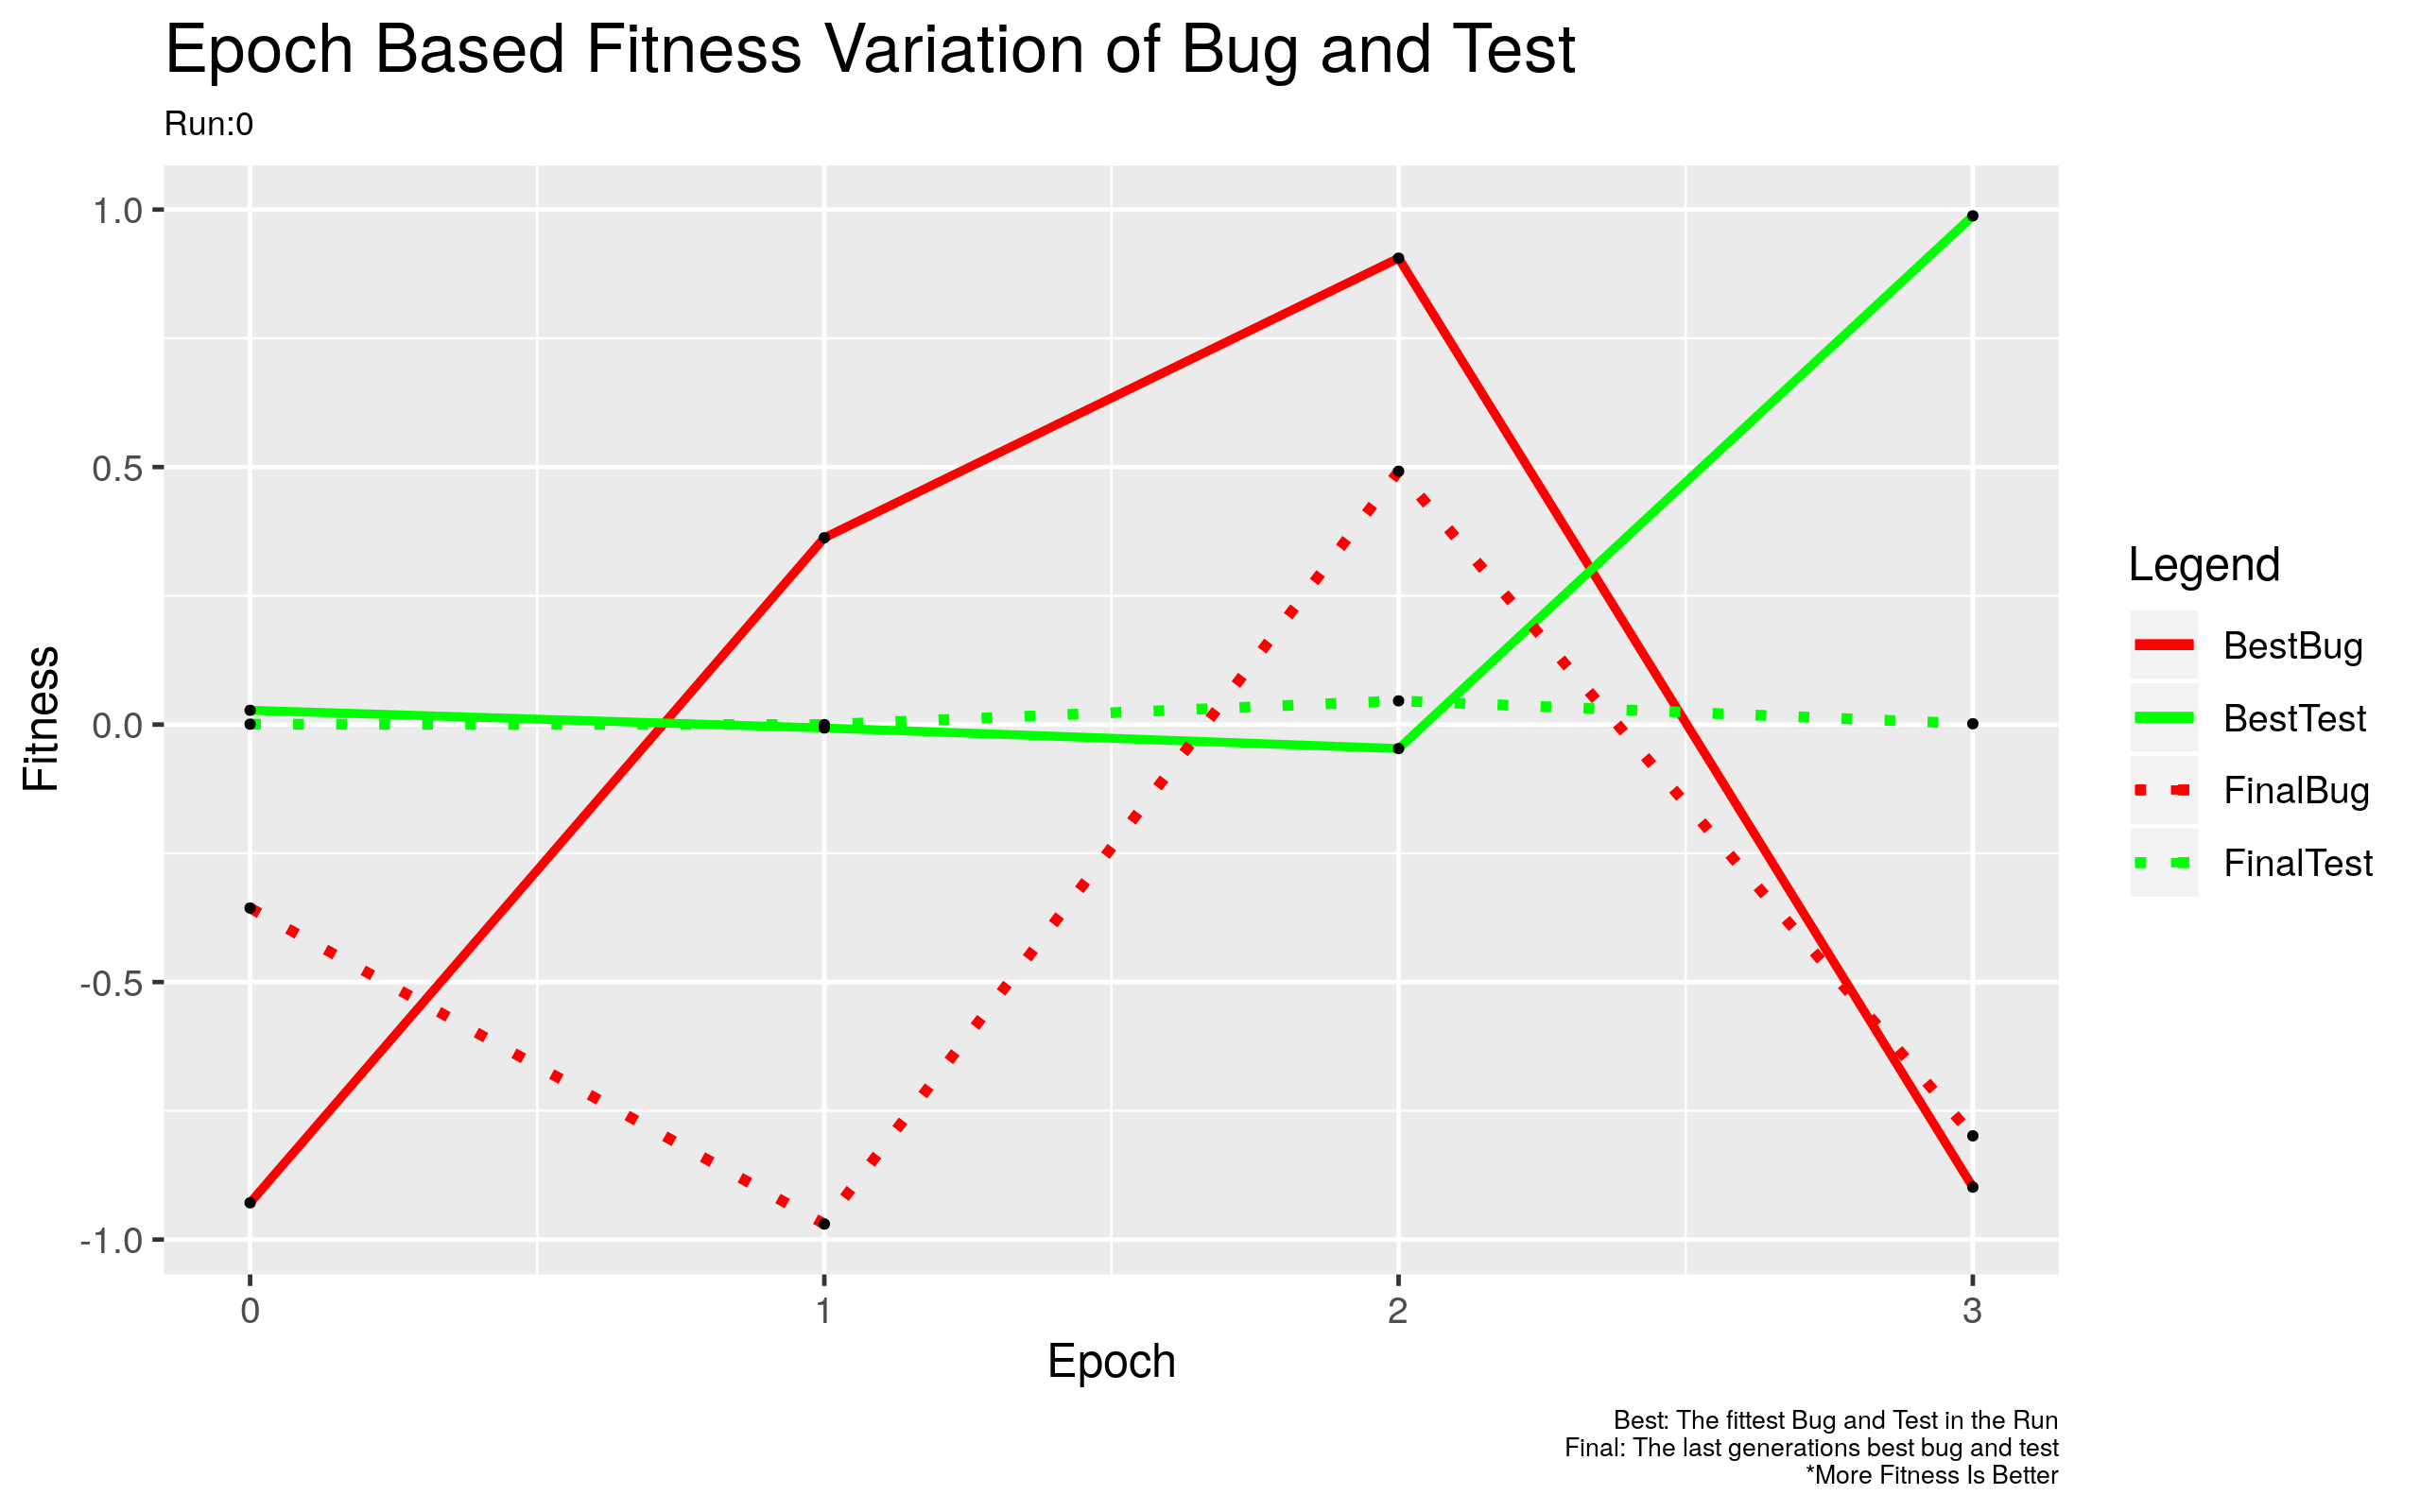 Epoch Based Fitness Variation of Bug and Test
Run:0
1.0
0.5
0.0
-0.5
-1.0
Fitness
0 1 2 3
Epoch
Legend
BestBug
BestTest
FinalBug
FinalTest
Best: The fittest Bug and Test in the Run
Final: The last generations best bug and test
*More Fitness Is Better